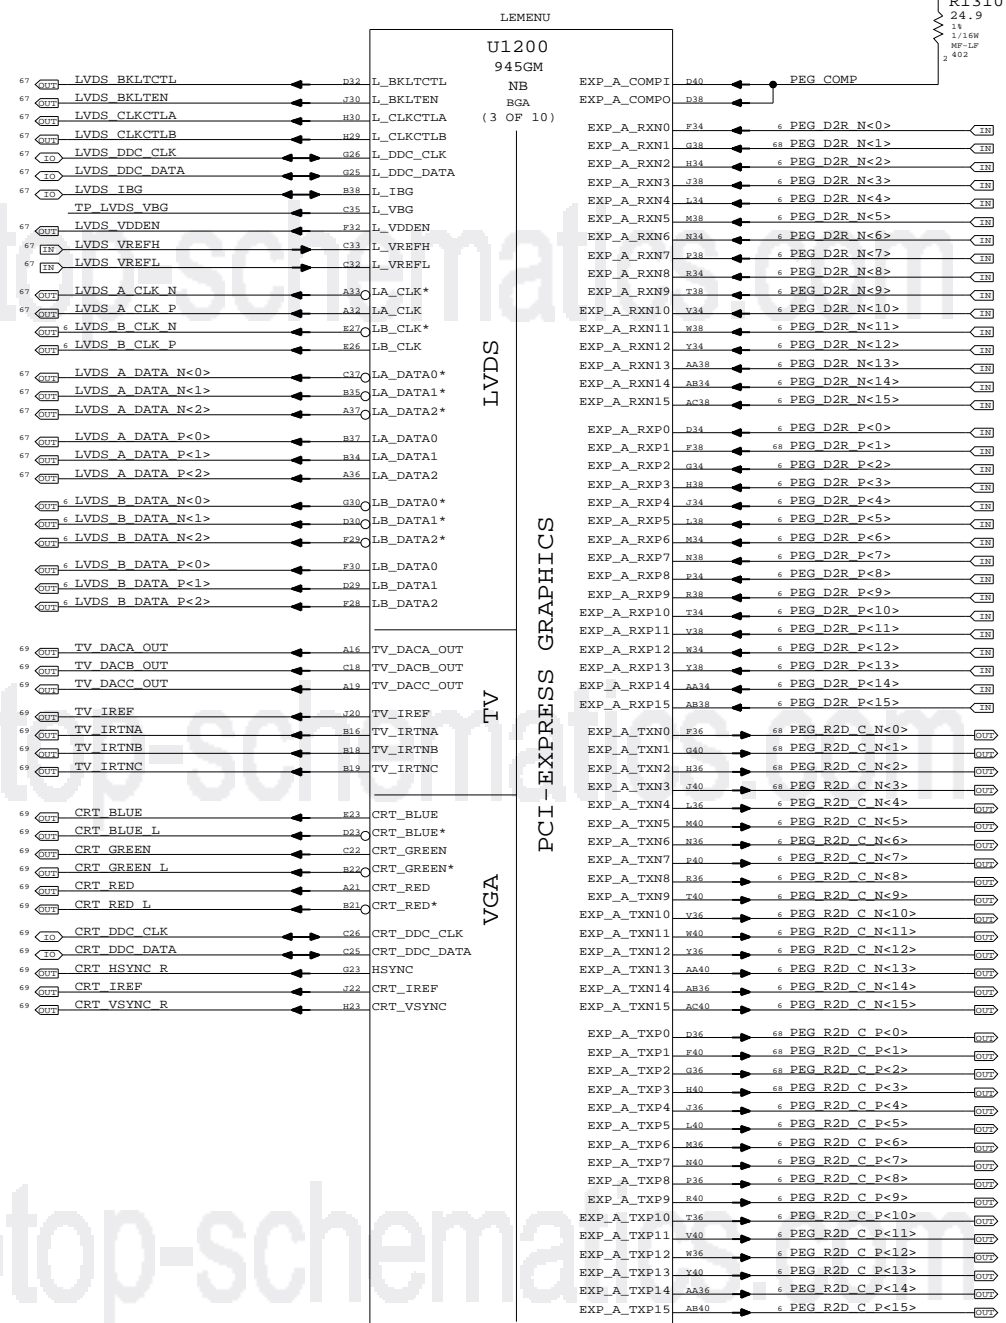 R1310
24.9
1%
1/16W
MF-LF
402
2
LEMENU
U1200
945GM
NB
BGA
(3 OF 10)
67 OUT LVDS_BKLTCTL D32 L_BKLTCTL
67 OUT LVDS_BKLTEN J30 L_BKLTEN
67 OUT LVDS_CLKCTLA H30 L_CLKCTLA
67 OUT LVDS_CLKCTLB H29 L_CLKCTLB
67 IO LVDS_DDC_CLK G26 L_DDC_CLK
67 IO LVDS_DDC_DATA G25 L_DDC_DATA
67 IO LVDS_IBG B38 L_IBG
TP_LVDS_VBG C35 L_VBG
67 OUT LVDS_VDDEN F32 L_VDDEN
67 IN LVDS_VREFH C33 L_VREFH
67 IN LVDS_VREFL C32 L_VREFL
67 OUT LVDS_A_CLK_N A33 LA_CLK*
67 OUT LVDS_A_CLK_P A32 LA_CLK
OUT 6 LVDS_B_CLK_N E27 LB_CLK*
OUT 6 LVDS_B_CLK_P E26 LB_CLK
67 OUT LVDS_A_DATA_N<0> C37 LA_DATA0*
67 OUT LVDS_A_DATA_N<1> B35 LA_DATA1*
67 OUT LVDS_A_DATA_N<2> A37 LA_DATA2*
67 OUT LVDS_A_DATA_P<0> B37 LA_DATA0
67 OUT LVDS_A_DATA_P<1> B34 LA_DATA1
67 OUT LVDS_A_DATA_P<2> A36 LA_DATA2
OUT 6 LVDS_B_DATA_N<0> G30 LB_DATA0*
OUT 6 LVDS_B_DATA_N<1> D30 LB_DATA1*
OUT 6 LVDS_B_DATA_N<2> F29 LB_DATA2*
OUT 6 LVDS_B_DATA_P<0> F30 LB_DATA0
OUT 6 LVDS_B_DATA_P<1> D29 LB_DATA1
OUT 6 LVDS_B_DATA_P<2> F28 LB_DATA2
69 OUT TV_DACA_OUT A16 TV_DACA_OUT
69 OUT TV_DACB_OUT C18 TV_DACB_OUT
69 OUT TV_DACC_OUT A19 TV_DACC_OUT
69 OUT TV_IREF J20 TV_IREF
69 OUT TV_IRTNA B16 TV_IRTNA
69 OUT TV_IRTNB B18 TV_IRTNB
69 OUT TV_IRTNC B19 TV_IRTNC
69 OUT CRT_BLUE E23 CRT_BLUE
69 OUT CRT_BLUE_L D23 CRT_BLUE*
69 OUT CRT_GREEN C22 CRT_GREEN
69 OUT CRT_GREEN_L B22 CRT_GREEN*
69 OUT CRT_RED A21 CRT_RED
69 OUT CRT_RED_L B21 CRT_RED*
69 IO CRT_DDC_CLK C26 CRT_DDC_CLK
69 IO CRT_DDC_DATA C25 CRT_DDC_DATA
69 OUT CRT_HSYNC_R G23 HSYNC
69 OUT CRT_IREF J22 CRT_IREF
69 OUT CRT_VSYNC_R H23 CRT_VSYNC
LVDS
TV
VGA
PCI-EXPRESS GRAPHICS
EXP_A_COMPI D40 PEG_COMP
EXP_A_COMPO D38
EXP_A_RXN0 F34 6 PEG_D2R_N<0> IN
EXP_A_RXN1 G38 68 PEG_D2R_N<1> IN
EXP_A_RXN2 H34 6 PEG_D2R_N<2> IN
EXP_A_RXN3 J38 6 PEG_D2R_N<3> IN
EXP_A_RXN4 L34 6 PEG_D2R_N<4> IN
EXP_A_RXN5 M38 6 PEG_D2R_N<5> IN
EXP_A_RXN6 N34 6 PEG_D2R_N<6> IN
EXP_A_RXN7 P38 6 PEG_D2R_N<7> IN
EXP_A_RXN8 R34 6 PEG_D2R_N<8> IN
EXP_A_RXN9 T38 6 PEG_D2R_N<9> IN
EXP_A_RXN10 V34 6 PEG_D2R_N<10> IN
EXP_A_RXN11 W38 6 PEG_D2R_N<11> IN
EXP_A_RXN12 Y34 6 PEG_D2R_N<12> IN
EXP_A_RXN13 AA38 6 PEG_D2R_N<13> IN
EXP_A_RXN14 AB34 6 PEG_D2R_N<14> IN
EXP_A_RXN15 AC38 6 PEG_D2R_N<15> IN
EXP_A_RXP0 D34 6 PEG_D2R_P<0> IN
EXP_A_RXP1 F38 68 PEG_D2R_P<1> IN
EXP_A_RXP2 G34 6 PEG_D2R_P<2> IN
EXP_A_RXP3 H38 6 PEG_D2R_P<3> IN
EXP_A_RXP4 J34 6 PEG_D2R_P<4> IN
EXP_A_RXP5 L38 6 PEG_D2R_P<5> IN
EXP_A_RXP6 M34 6 PEG_D2R_P<6> IN
EXP_A_RXP7 N38 6 PEG_D2R_P<7> IN
EXP_A_RXP8 P34 6 PEG_D2R_P<8> IN
EXP_A_RXP9 R38 6 PEG_D2R_P<9> IN
EXP_A_RXP10 T34 6 PEG_D2R_P<10> IN
EXP_A_RXP11 V38 6 PEG_D2R_P<11> IN
EXP_A_RXP12 W34 6 PEG_D2R_P<12> IN
EXP_A_RXP13 Y38 6 PEG_D2R_P<13> IN
EXP_A_RXP14 AA34 6 PEG_D2R_P<14> IN
EXP_A_RXP15 AB38 6 PEG_D2R_P<15> IN
EXP_A_TXN0 F36 68 PEG_R2D_C_N<0> OUT
EXP_A_TXN1 G40 68 PEG_R2D_C_N<1> OUT
EXP_A_TXN2 H36 68 PEG_R2D_C_N<2> OUT
EXP_A_TXN3 J40 68 PEG_R2D_C_N<3> OUT
EXP_A_TXN4 L36 6 PEG_R2D_C_N<4> OUT
EXP_A_TXN5 M40 6 PEG_R2D_C_N<5> OUT
EXP_A_TXN6 N36 6 PEG_R2D_C_N<6> OUT
EXP_A_TXN7 P40 6 PEG_R2D_C_N<7> OUT
EXP_A_TXN8 R36 6 PEG_R2D_C_N<8> OUT
EXP_A_TXN9 T40 6 PEG_R2D_C_N<9> OUT
EXP_A_TXN10 V36 6 PEG_R2D_C_N<10> OUT
EXP_A_TXN11 W40 6 PEG_R2D_C_N<11> OUT
EXP_A_TXN12 Y36 6 PEG_R2D_C_N<12> OUT
EXP_A_TXN13 AA40 6 PEG_R2D_C_N<13> OUT
EXP_A_TXN14 AB36 6 PEG_R2D_C_N<14> OUT
EXP_A_TXN15 AC40 6 PEG_R2D_C_N<15> OUT
EXP_A_TXP0 D36 68 PEG_R2D_C_P<0> OUT
EXP_A_TXP1 F40 68 PEG_R2D_C_P<1> OUT
EXP_A_TXP2 G36 68 PEG_R2D_C_P<2> OUT
EXP_A_TXP3 H40 68 PEG_R2D_C_P<3> OUT
EXP_A_TXP4 J36 6 PEG_R2D_C_P<4> OUT
EXP_A_TXP5 L40 6 PEG_R2D_C_P<5> OUT
EXP_A_TXP6 M36 6 PEG_R2D_C_P<6> OUT
EXP_A_TXP7 N40 6 PEG_R2D_C_P<7> OUT
EXP_A_TXP8 P36 6 PEG_R2D_C_P<8> OUT
EXP_A_TXP9 R40 6 PEG_R2D_C_P<9> OUT
EXP_A_TXP10 T36 6 PEG_R2D_C_P<10> OUT
EXP_A_TXP11 V40 6 PEG_R2D_C_P<11> OUT
EXP_A_TXP12 W36 6 PEG_R2D_C_P<12> OUT
EXP_A_TXP13 Y40 6 PEG_R2D_C_P<13> OUT
EXP_A_TXP14 AA36 6 PEG_R2D_C_P<14> OUT
EXP_A_TXP15 AB40 6 PEG_R2D_C_P<15> OUT
top-schematics.com
top-schematics.com
top-schematics.com